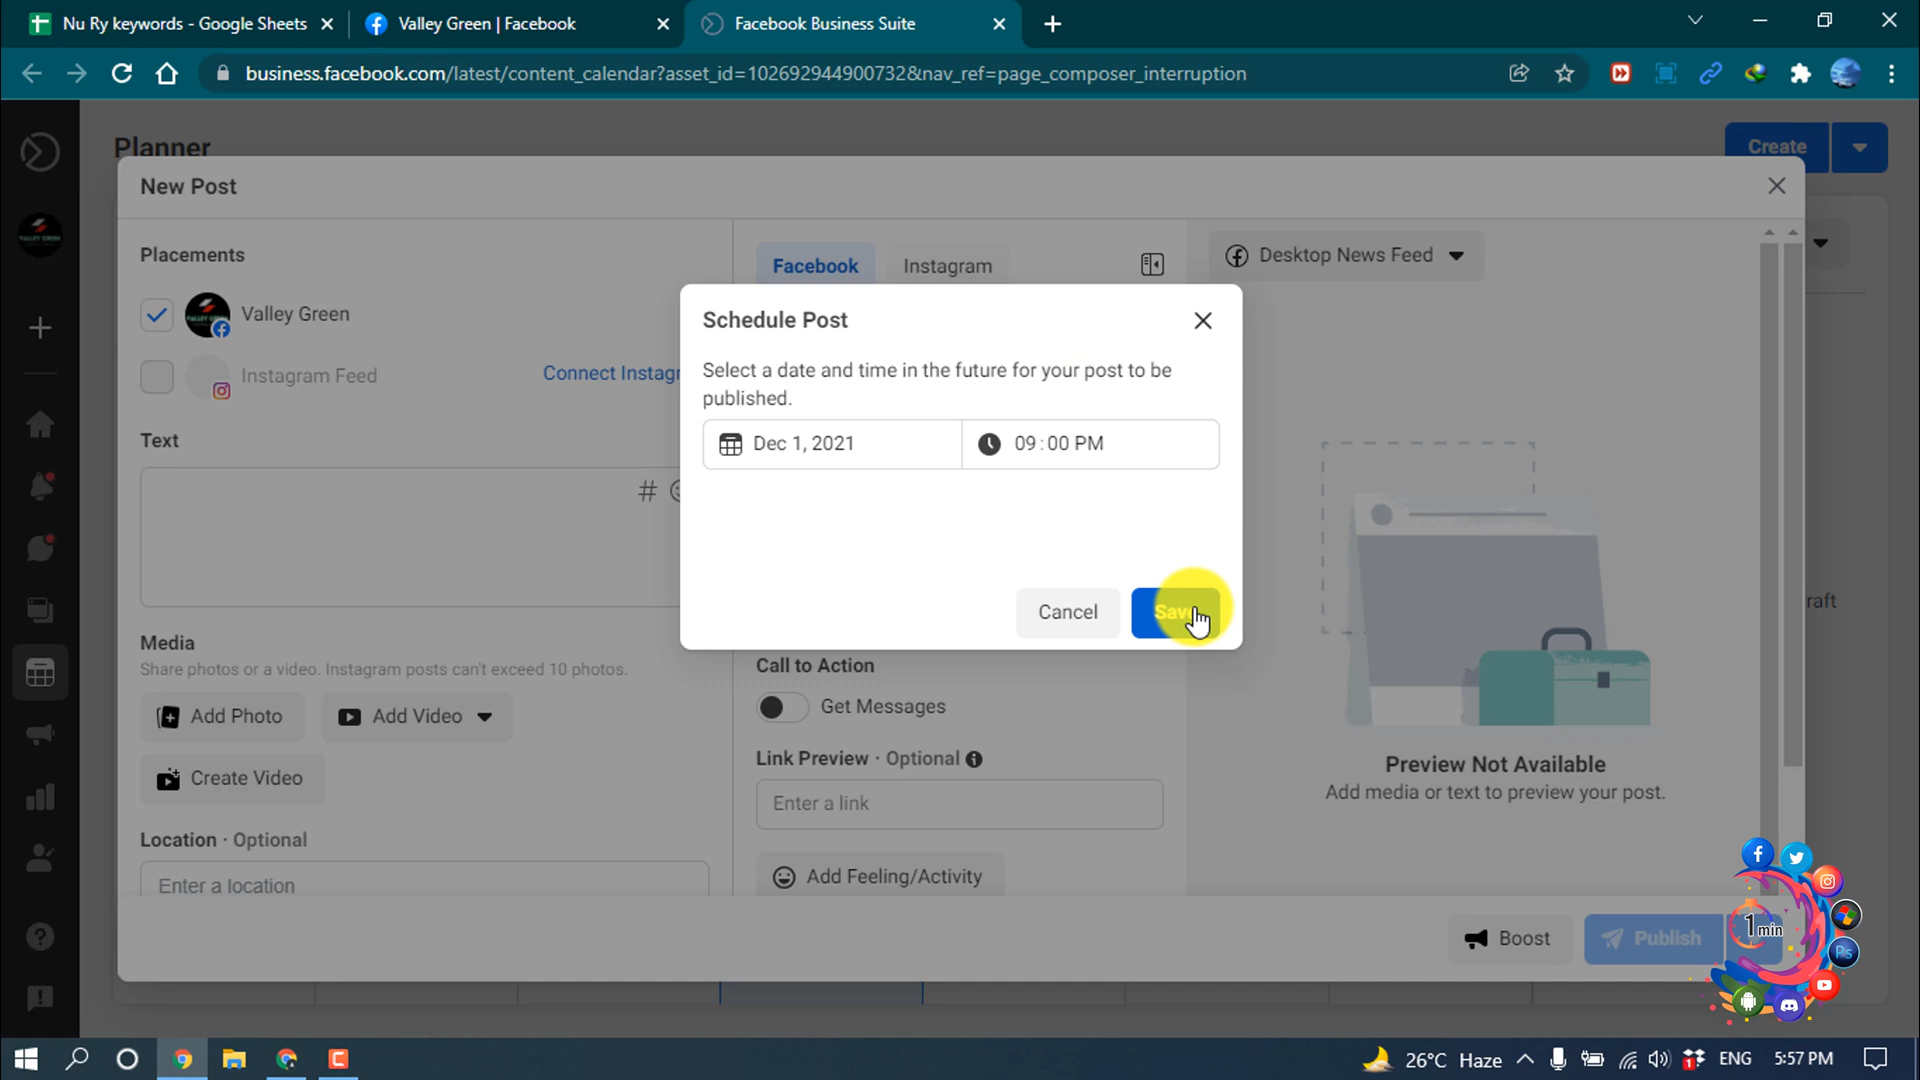 Nu Ry keywords - Google Sheets
Valley Green | Facebook
Facebook Business Suite
business.facebook.com/latest/content_calendar?asset_id=102692944900732&nav_ref=page_composer_interruption
Planner
Create
New Post
Placements
Valley Green
Instagram Feed
Connect Instagr
Text
#
Media
Share photos or a video. Instagram posts can't exceed 10 photos.
Add Photo
Add Video
Create Video
Location · Optional
Enter a location
Facebook
Instagram
Desktop News Feed
Schedule Post
Select a date and time in the future for your post to be
published.
Dec 1, 2021
09:00 PM
Cancel
Save
Call to Action
Get Messages
Link Preview · Optional
Enter a link
Add Feeling/Activity
Preview Not Available
Add media or text to preview your post.
raft
Boost
Publish
1 min
Ps
26°C Haze
ENG
5:57 PM